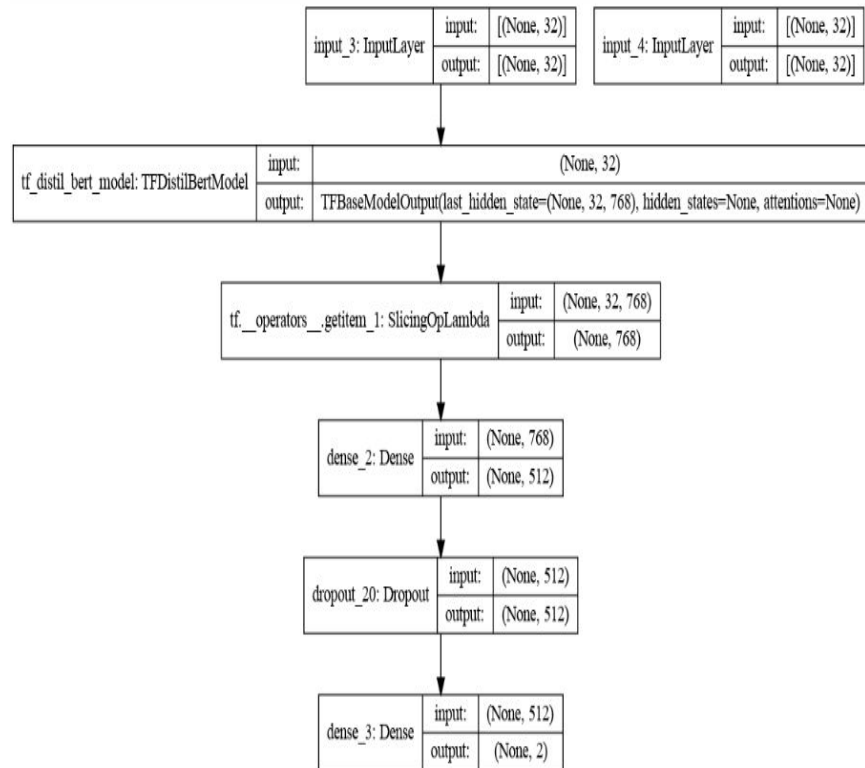 input_3: InputLayer input: [(None, 32)] output: [(None, 32)]
input_4: InputLayer input: [(None, 32)] output: [(None, 32)]
tf_distil_bert_model: TFDistilBertModel input: (None, 32)
output: TFBaseModelOutput(last_hidden_state=(None, 32, 768), hidden_states=None, attentions=None)
tf.__operators__.getitem_1: SlicingOpLambda input: (None, 32, 768)
output: (None, 768)
dense_2: Dense input: (None, 768)
output: (None, 512)
dropout_20: Dropout input: (None, 512)
output: (None, 512)
dense_3: Dense input: (None, 512)
output: (None, 2)